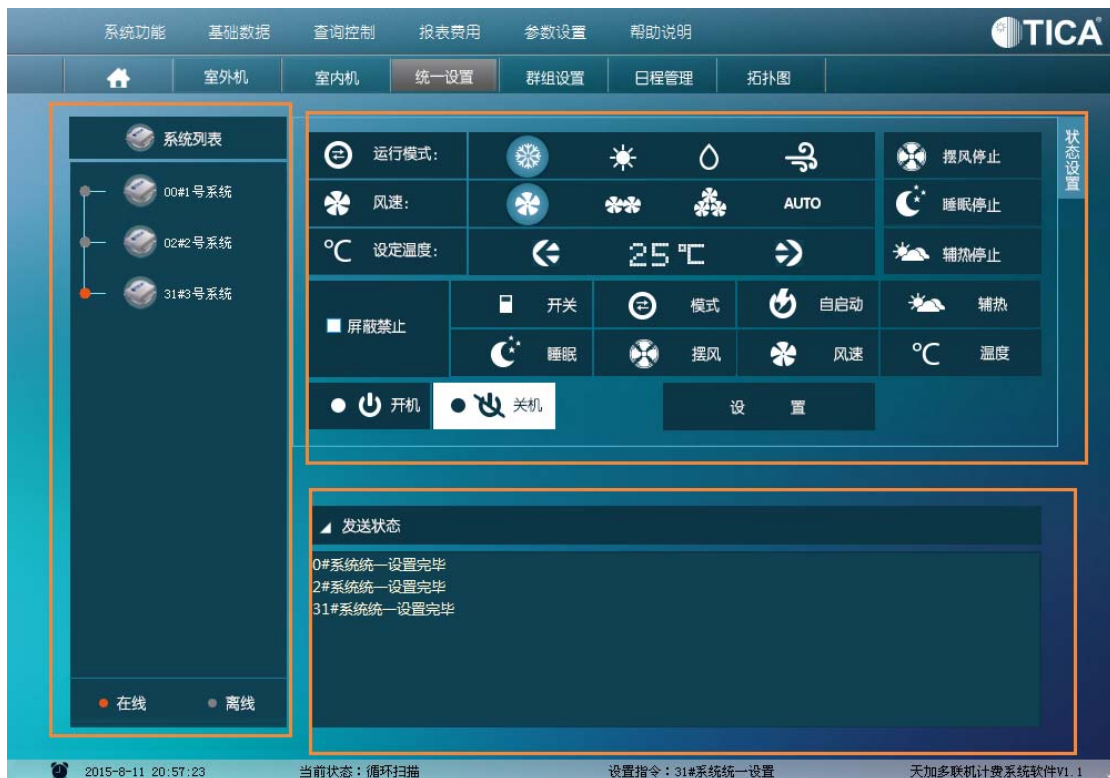 系统功能 基础数据 查询控制 报表费用 参数设置 帮助说明 TICA
室外机 室内机 统一设置 群组设置 日程管理 拓扑图
系统列表
00#1号系统
02#2号系统
31#3号系统
在线 离线
运行模式: 摆风停止
风速: AUTO 睡眠停止
℃ 设定温度: 25℃ 辅热停止
屏蔽禁止
开关 模式 自启动 辅热
睡眠 摆风 风速 ℃ 温度
开机 关机 设 置
状态设置
发送状态
0#系统统一设置完毕
2#系统统一设置完毕
31#系统统一设置完毕
2015-8-11 20:57:23 当前状态：循环扫描 设置指令：31#系统统一设置 天加多联机计费系统软件V1.1